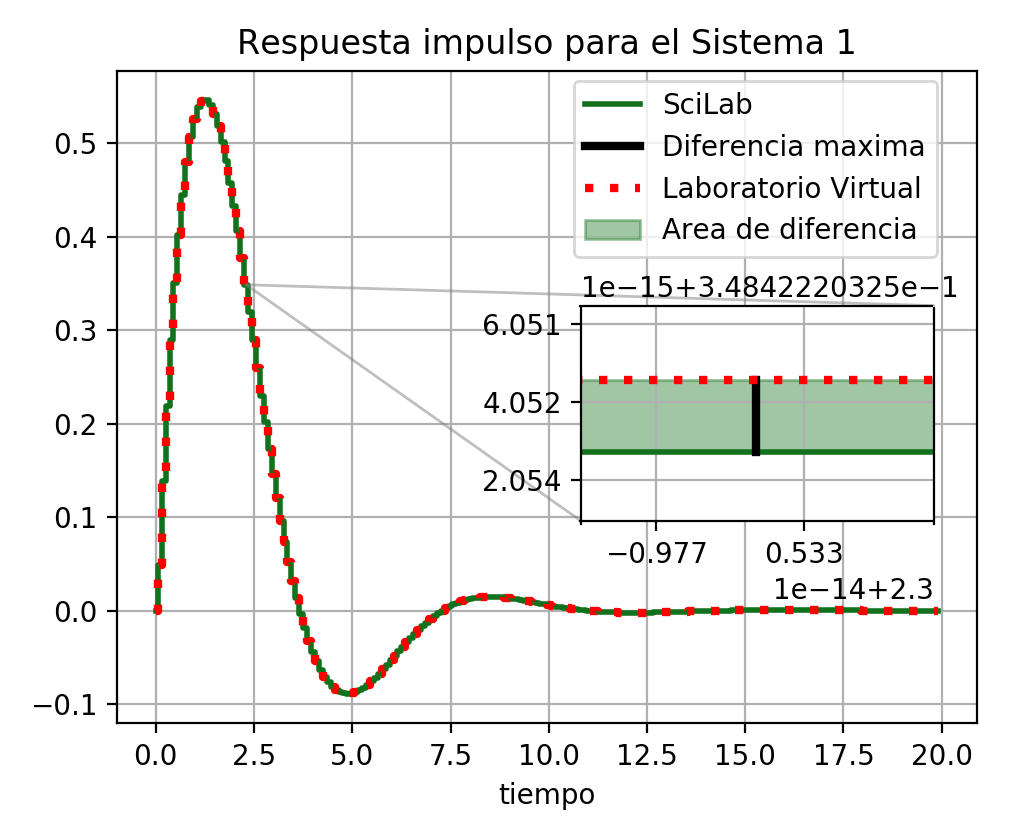 Respuesta impulso para el Sistema 1
SciLab
Diferencia maxima
Laboratorio Virtual
Area de diferencia
1e−15+3.4842220325e−1
6.051
4.052
2.054
−0.977 0.533
1e−14+2.3
0.5
0.4
0.3
0.2
0.1
0.0
−0.1
0.0 2.5 5.0 7.5 10.0 12.5 15.0 17.5 20.0
tiempo